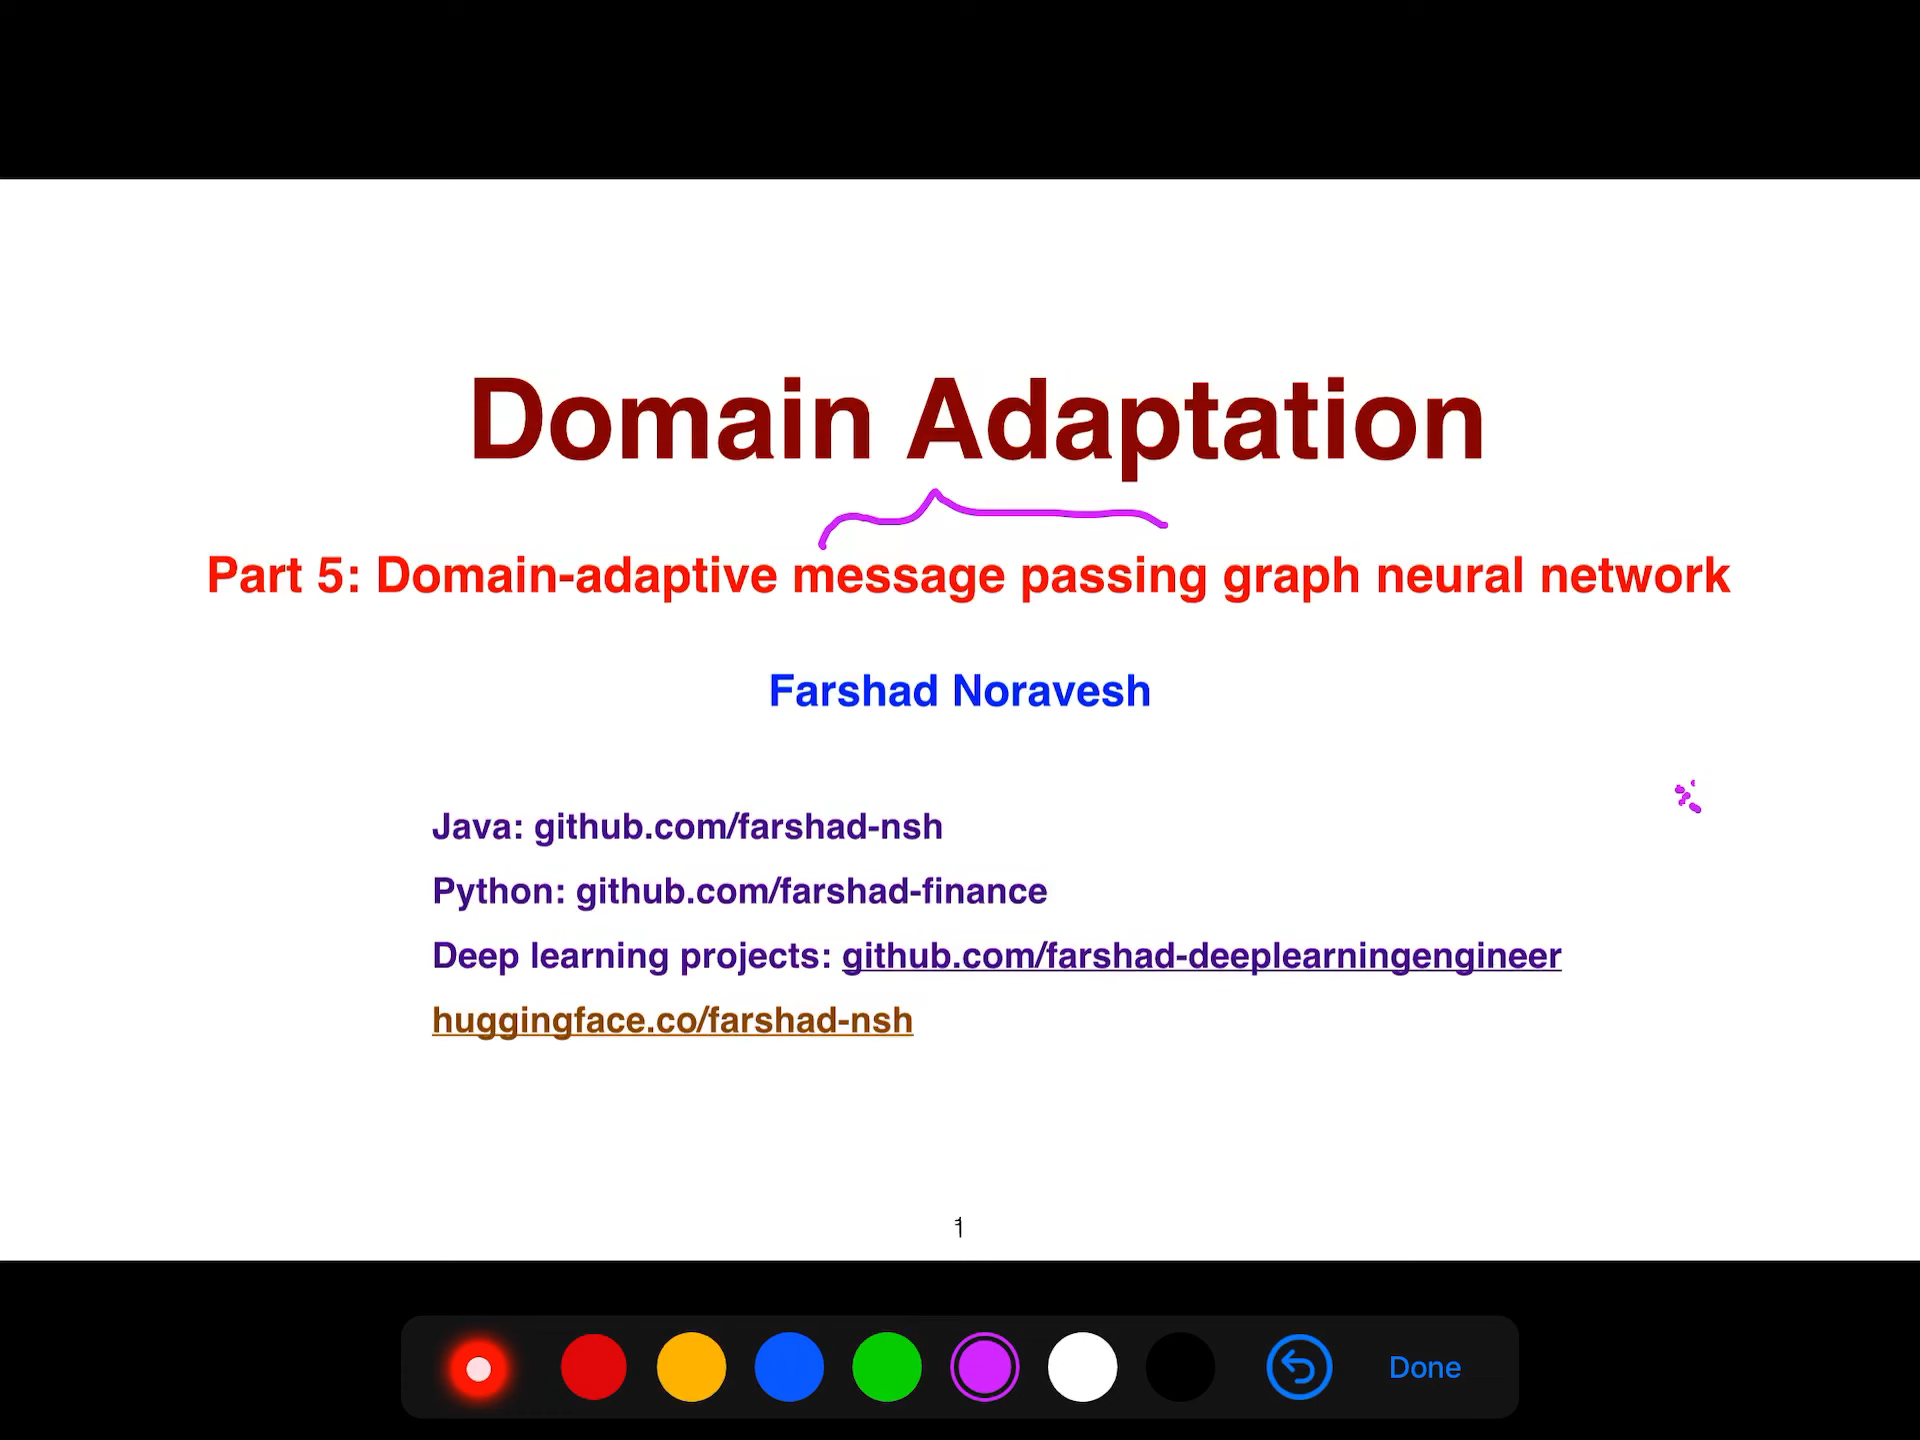 Domain Adaptation
Part 5: Domain-adaptive message passing graph neural network
Farshad Noravesh
Java: github.com/farshad-nsh
Python: github.com/farshad-finance
Deep learning projects: github.com/farshad-deeplearningengineer
huggingface.co/farshad-nsh
1
Done